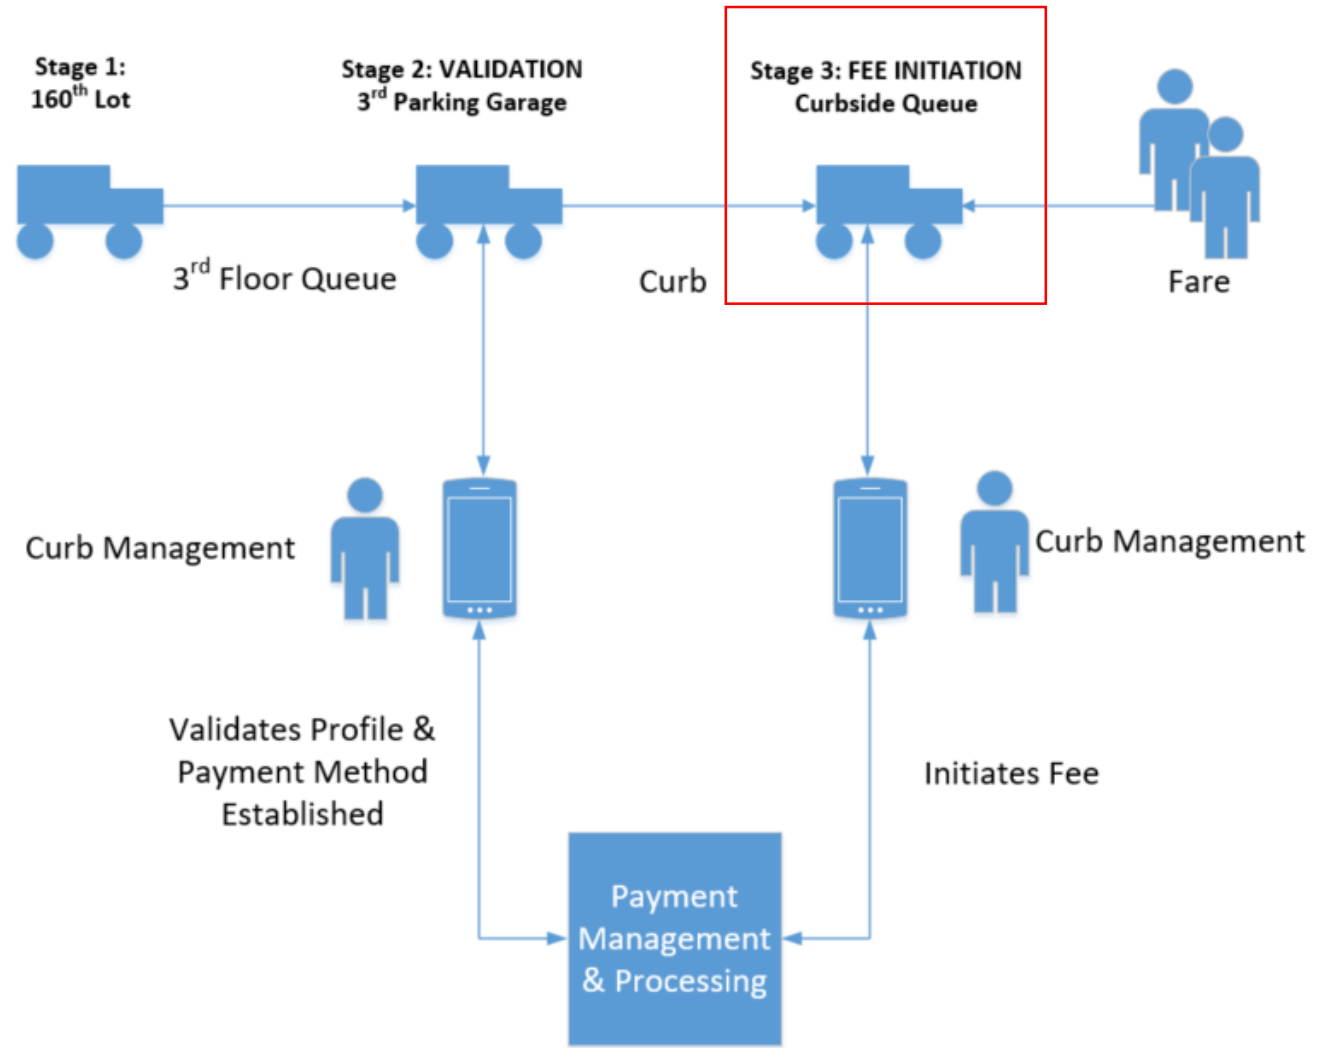 Stage 1:
160th Lot
Stage 2: VALIDATION
3rd Parking Garage
Stage 3: FEE INITIATION
Curbside Queue
3rd Floor Queue
Curb
Fare
Curb Management
Curb Management
Validates Profile &
Payment Method
Established
Initiates Fee
Payment
Management
& Processing